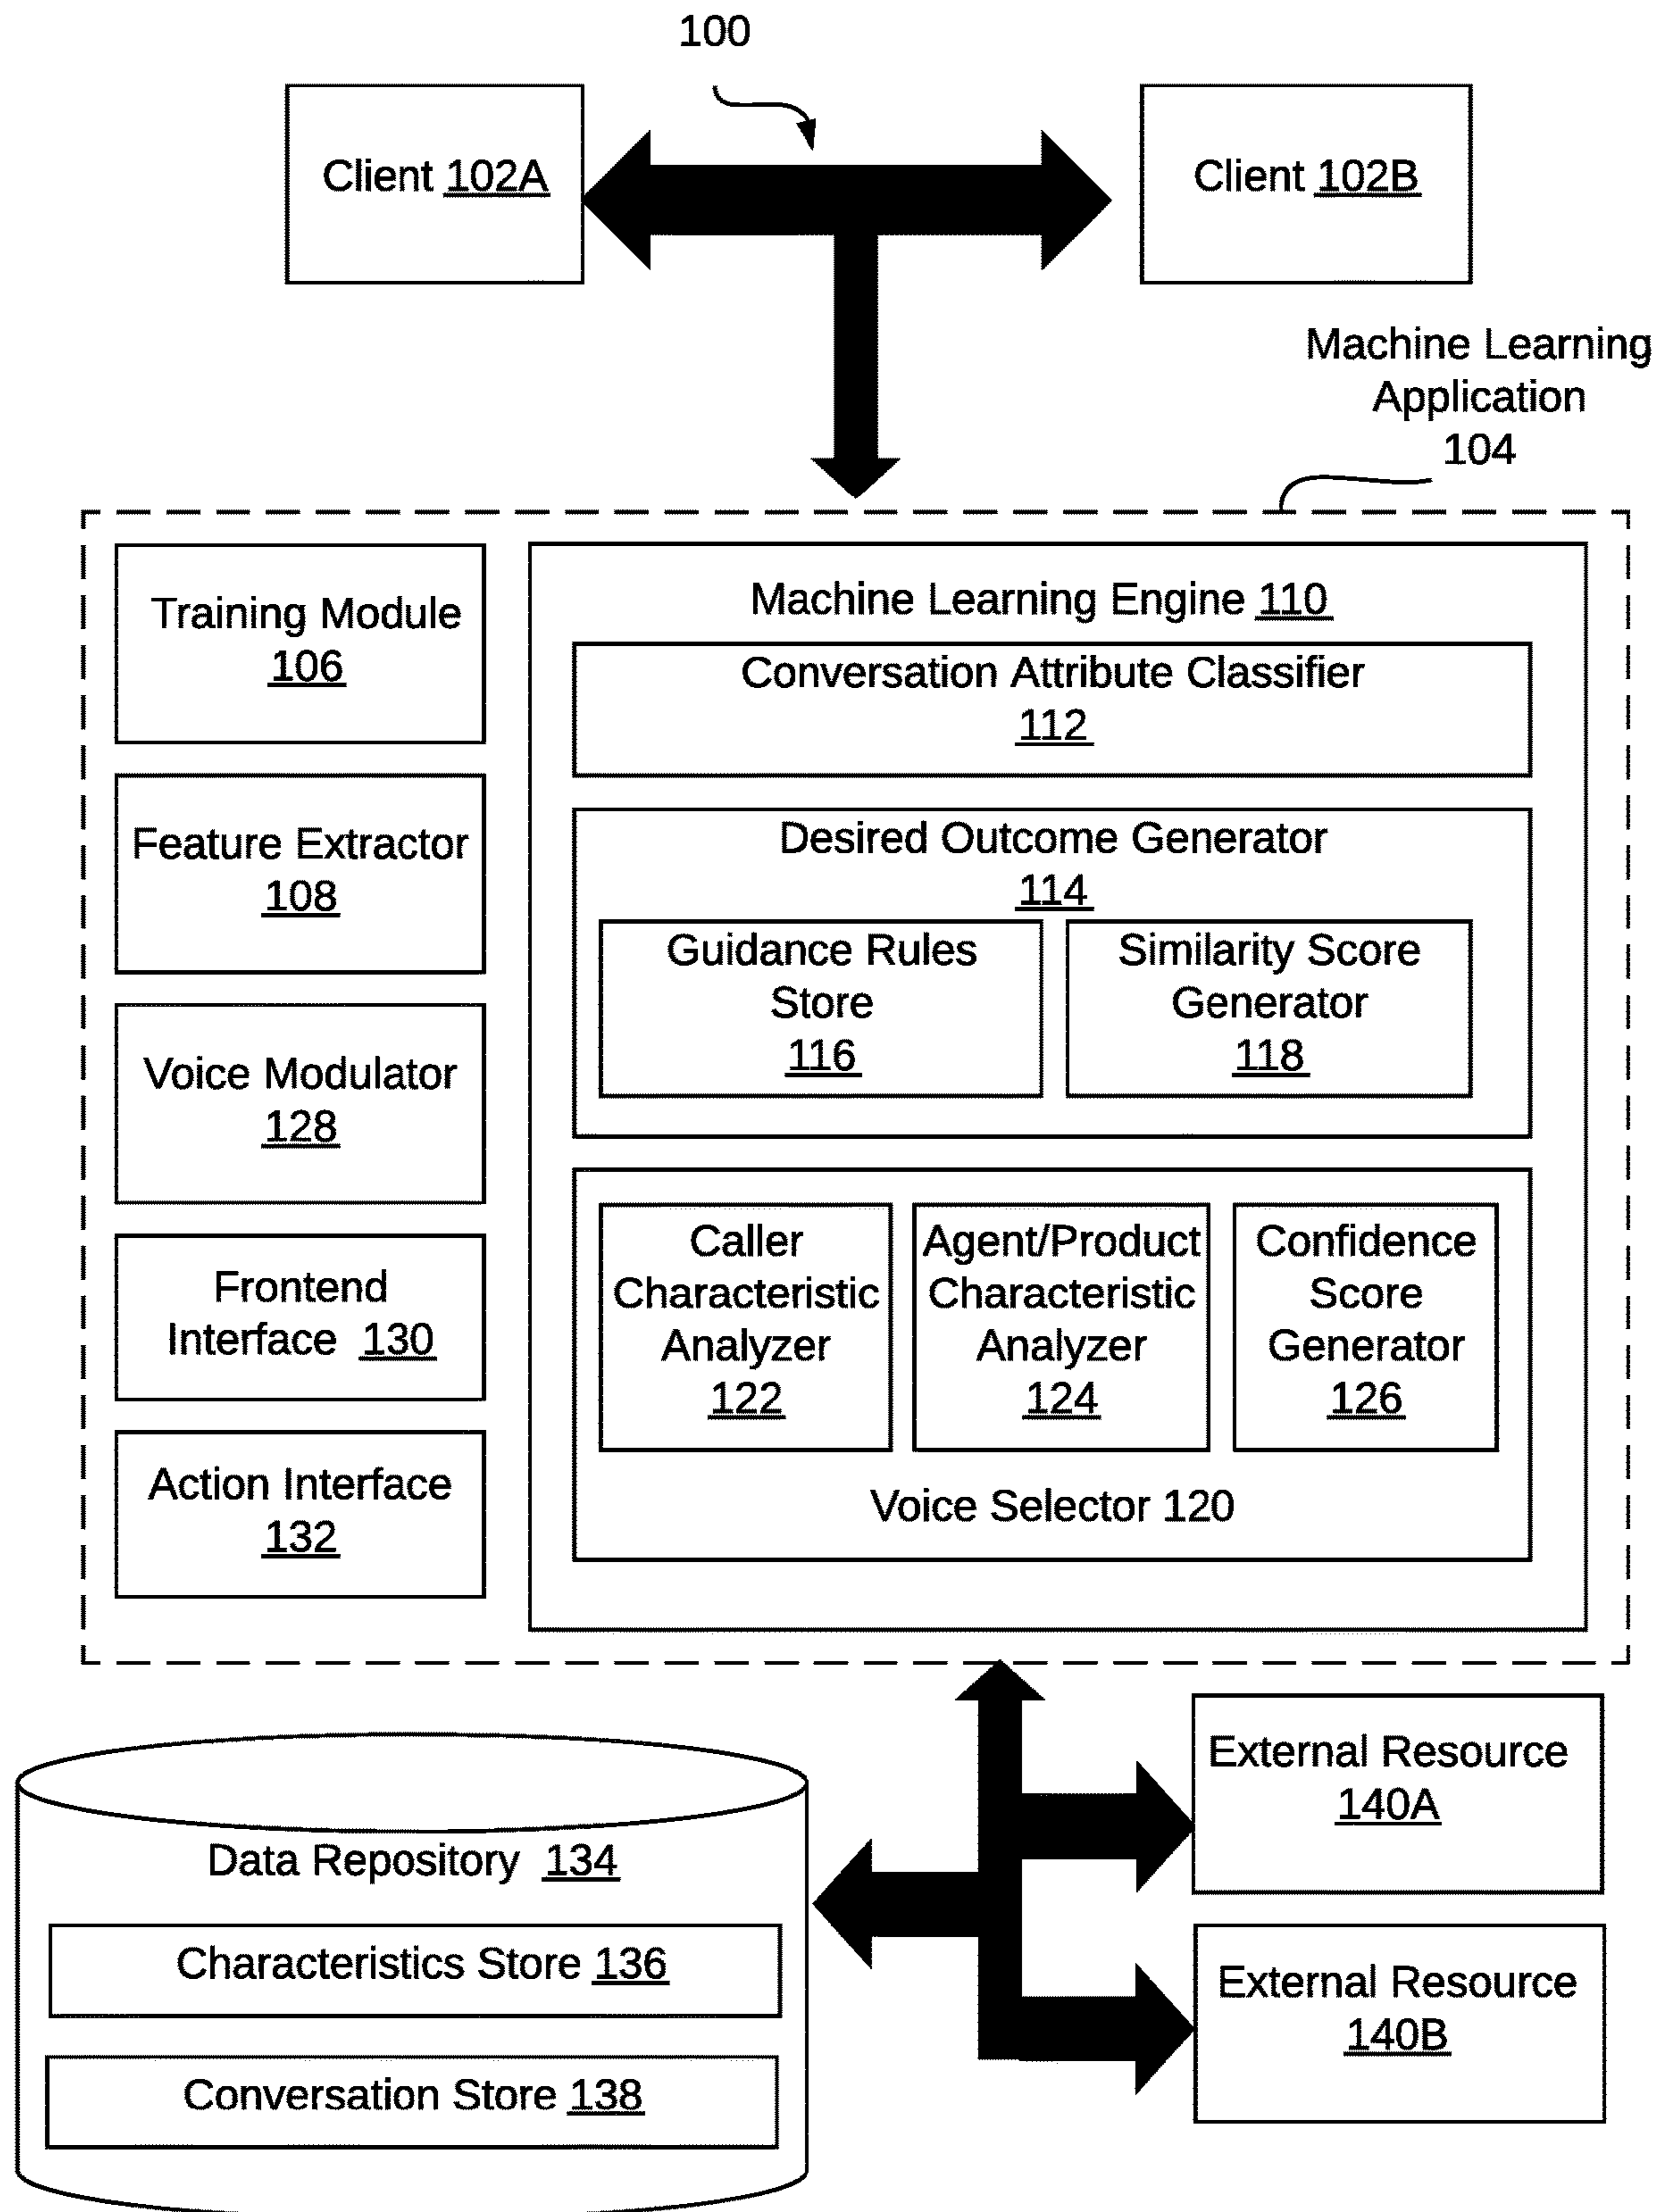 100
Client 102A
Client 102B
Machine Learning
Application
104
Training Module
106
Feature Extractor
108
Voice Modulator
128
Frontend
Interface 130
Action Interface
132
Machine Learning Engine 110
Conversation Attribute Classifier
112
Desired Outcome Generator
114
Guidance Rules
Store
116
Similarity Score
Generator
118
Caller
Characteristic
Analyzer
122
Agent/Product
Characteristic
Analyzer
124
Confidence
Score
Generator
126
Voice Selector 120
Data Repository 134
Characteristics Store 136
Conversation Store 138
External Resource
140A
External Resource
140B